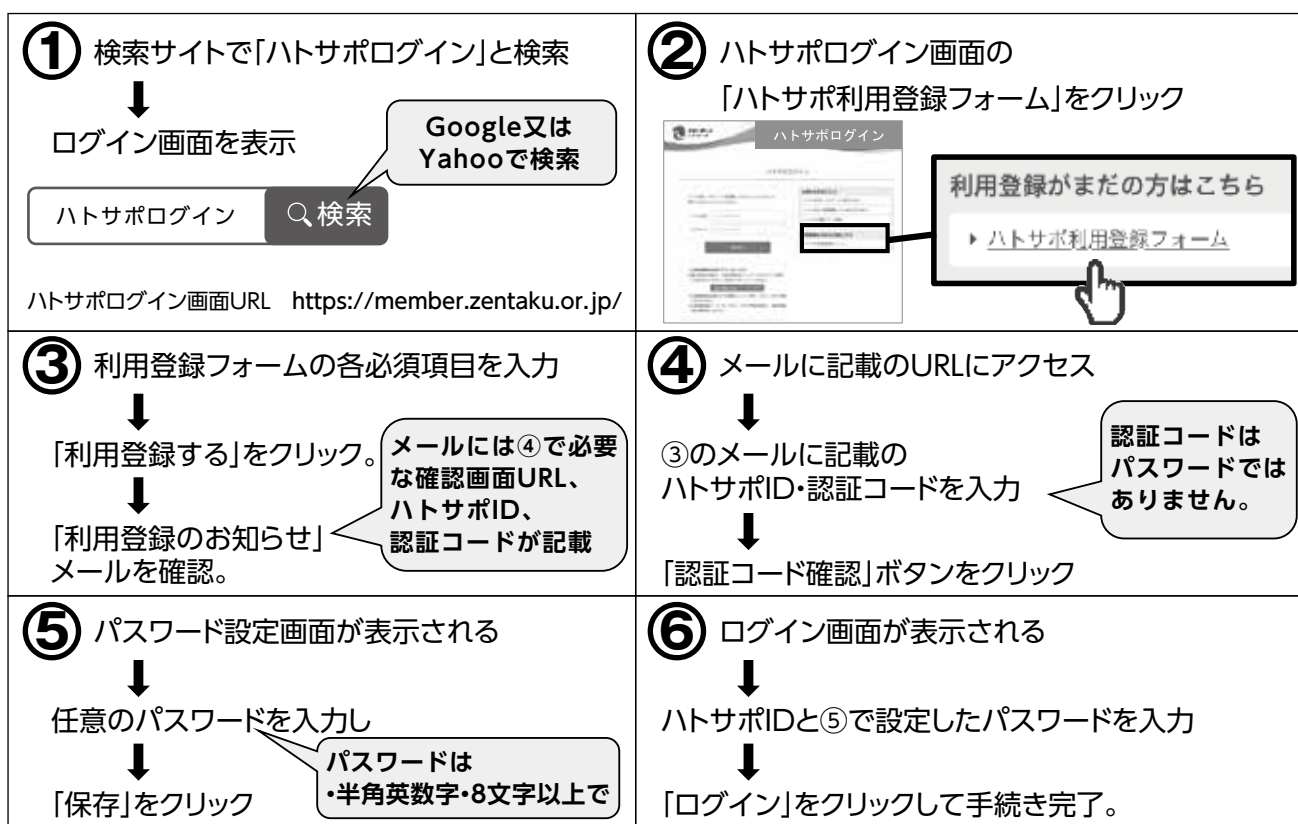 ① 検索サイトで「ハトサポログイン」と検索
ログイン画面を表示
Google又は
Yahooで検索
ハトサポログイン 検索
ハトサポログイン画面URL https://member.zentaku.or.jp/
② ハトサポログイン画面の
「ハトサポ利用登録フォーム」をクリック
ハトサポログイン
利用登録がまだの方はこちら
ハトサポ利用登録フォーム
③ 利用登録フォームの各必須項目を入力
「利用登録する」をクリック。
「利用登録のお知らせ」
メールを確認。
メールには④で必要
な確認画面URL、
ハトサポID、
認証コードが記載
④ メールに記載のURLにアクセス
③のメールに記載の
ハトサポID・認証コードを入力
「認証コード確認」ボタンをクリック
認証コードは
パスワードでは
ありません。
⑤ パスワード設定画面が表示される
任意のパスワードを入力し
「保存」をクリック
パスワードは
・半角英数字・8文字以上で
⑥ ログイン画面が表示される
ハトサポIDと⑤で設定したパスワードを入力
「ログイン」をクリックして手続き完了。